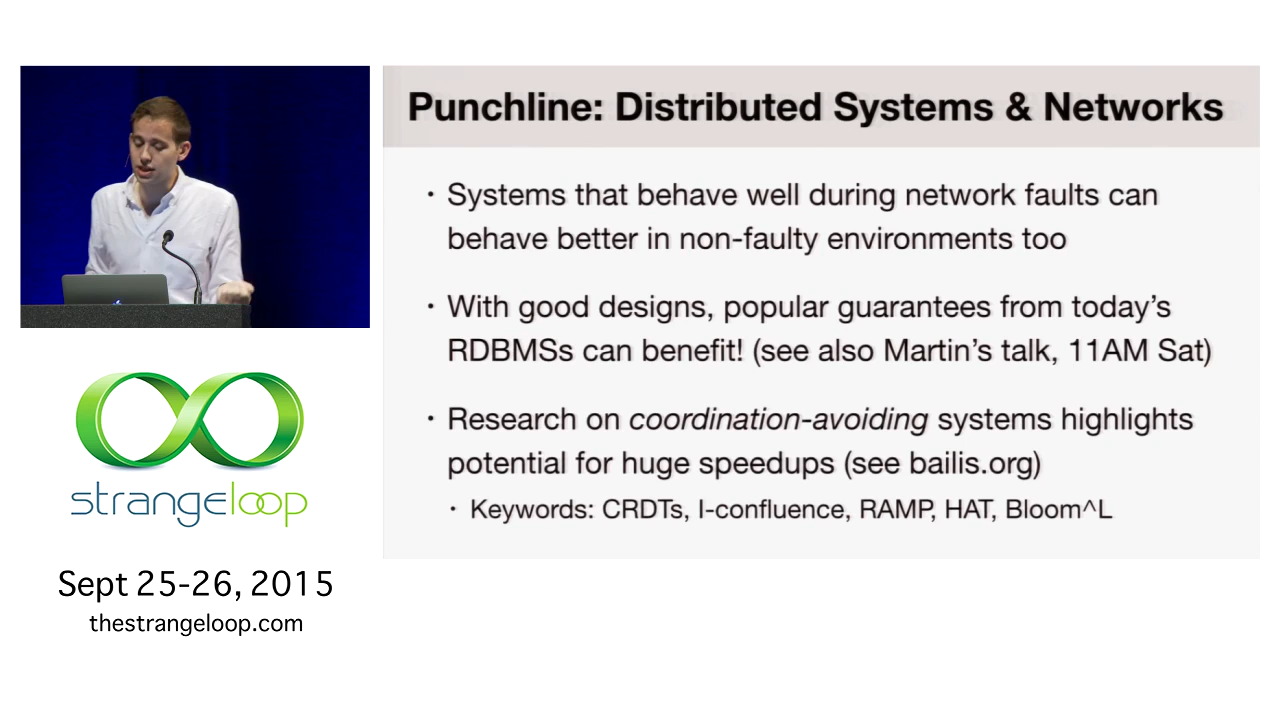 Punchline: Distributed Systems & Networks
• Systems that behave well during network faults can
behave better in non-faulty environments too
• With good designs, popular guarantees from today's
RDBMSs can benefit! (see also Martin's talk, 11AM Sat)
• Research on coordination-avoiding systems highlights
potential for huge speedups (see bailis.org)
• Keywords: CRDTs, I-confluence, RAMP, HAT, Bloom^L
strangeloop
Sept 25-26, 2015
thestrangeloop.com